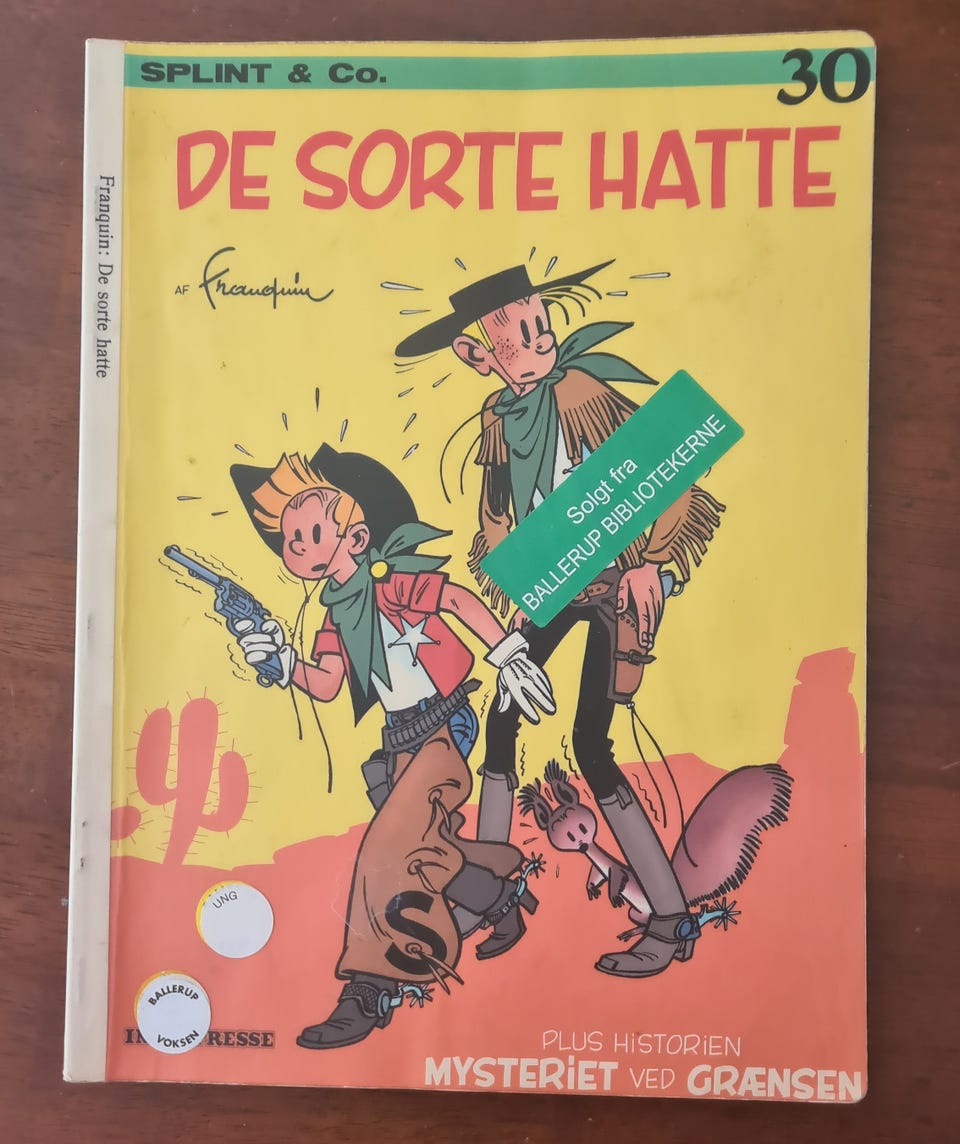 SPLINT & Co.
30
DE SORTE HATTE
AF Franquin
Franquin: De sorte hatte
Solgt fra
BALLERUP BIBLIOTEKERNE
S
UNG
BALLERUP
VOKSEN
PLUS HiSTORiEN
MYSTERiET VED GRÆNSEN